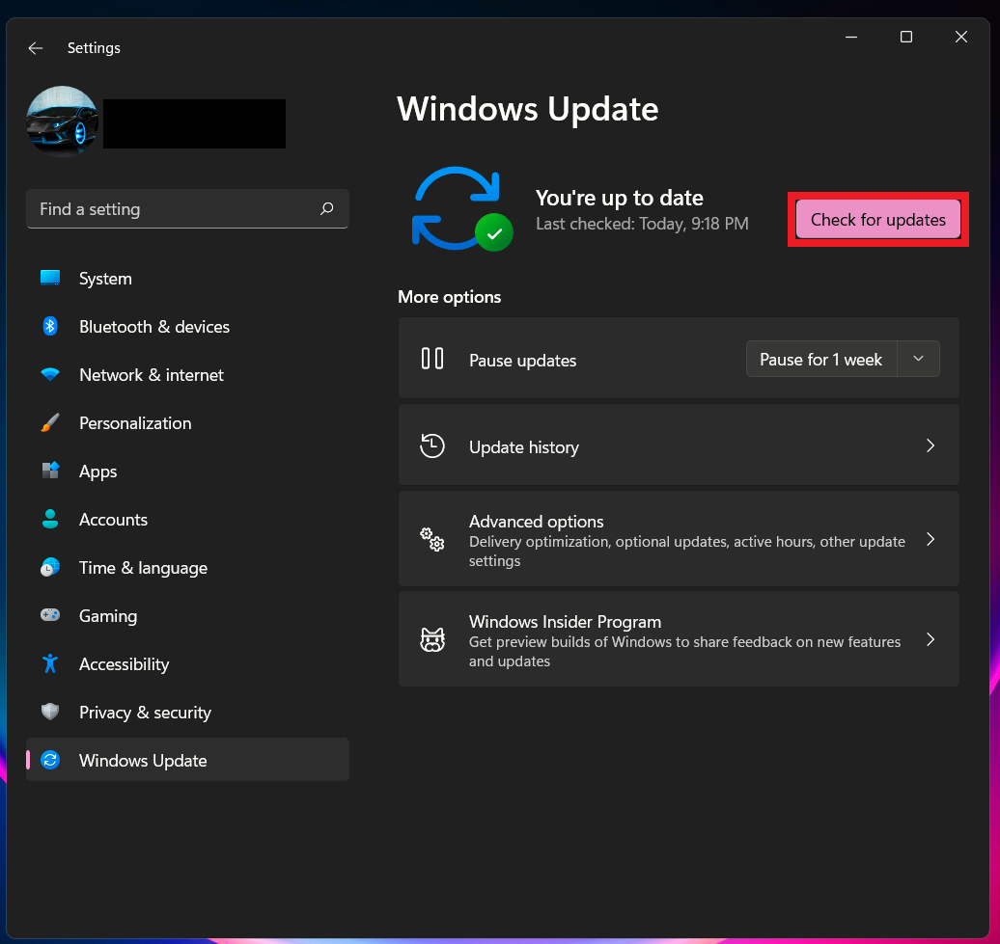 Settings
Find a setting
System
Bluetooth & devices
Network & internet
Personalization
Apps
Accounts
Time & language
Gaming
Accessibility
Privacy & security
Windows Update
Windows Update
You're up to date
Last checked: Today, 9:18 PM
Check for updates
More options
Pause updates
Pause for 1 week
Update history
Advanced options
Delivery optimization, optional updates, active hours, other update
settings
Windows Insider Program
Get preview builds of Windows to share feedback on new features
and updates